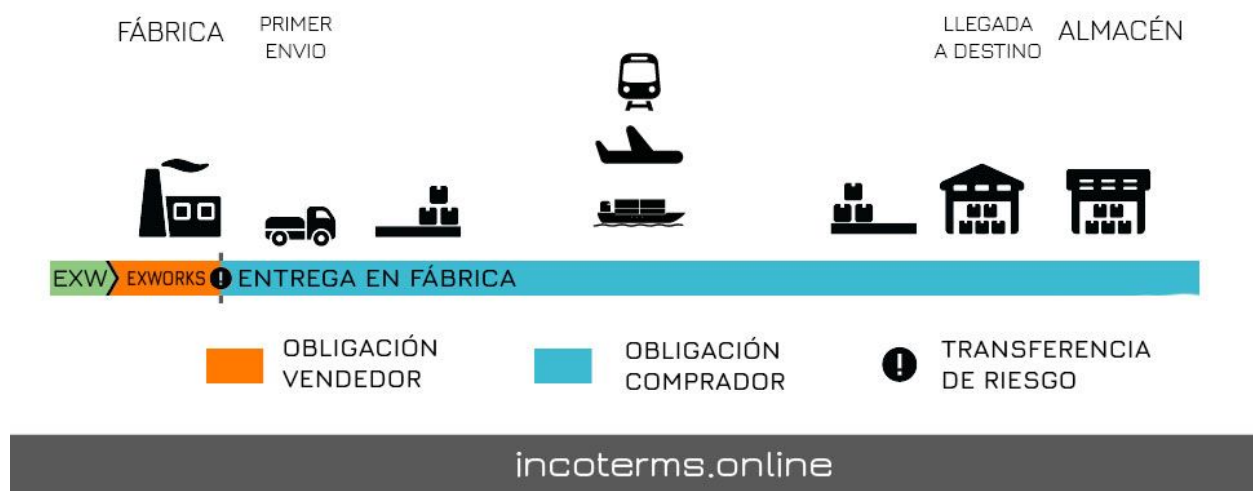 FÁBRICA
PRIMER
ENVIO
LLEGADA
A DESTINO
ALMACÉN
EXW
EXWORKS
! ENTREGA EN FÁBRICA
OBLIGACIÓN
VENDEDOR
OBLIGACIÓN
COMPRADOR
!
TRANSFERENCIA
DE RIESGO
incoterms.online